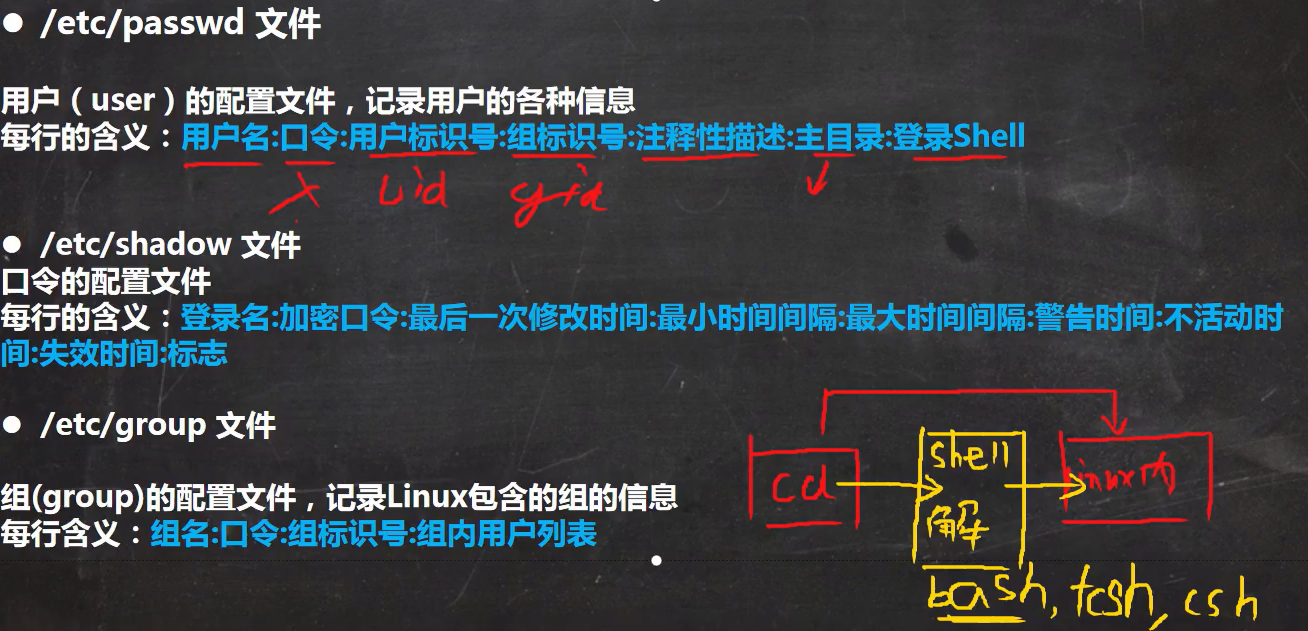 ● /etc/passwd 文件
用户（user）的配置文件，记录用户的各种信息
每行的含义：用户名:口令:用户标识号:组标识号:注释性描述:主目录:登录Shell
x uid gid
● /etc/shadow 文件
口令的配置文件
每行的含义：登录名:加密口令:最后一次修改时间:最小时间间隔:最大时间间隔:警告时间:不活动时
间:失效时间:标志
● /etc/group 文件
组(group)的配置文件，记录Linux包含的组的信息
每行含义：组名:口令:组标识号:组内用户列表
cd
shell
解
linux内
bash, tcsh, csh